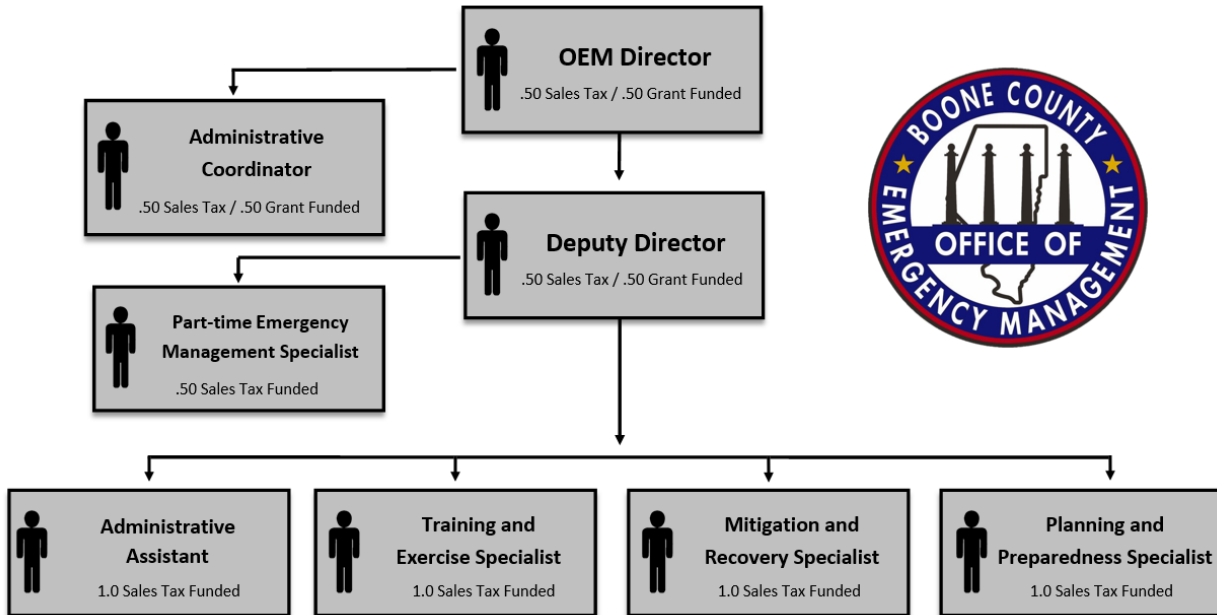 OEM Director
.50 Sales Tax / .50 Grant Funded
Administrative
Coordinator
.50 Sales Tax / .50 Grant Funded
Deputy Director
.50 Sales Tax / .50 Grant Funded
Part-time Emergency
Management Specialist
.50 Sales Tax Funded
BOONE COUNTY
OFFICE OF
EMERGENCY MANAGEMENT
Administrative
Assistant
1.0 Sales Tax Funded
Training and
Exercise Specialist
1.0 Sales Tax Funded
Mitigation and
Recovery Specialist
1.0 Sales Tax Funded
Planning and
Preparedness Specialist
1.0 Sales Tax Funded